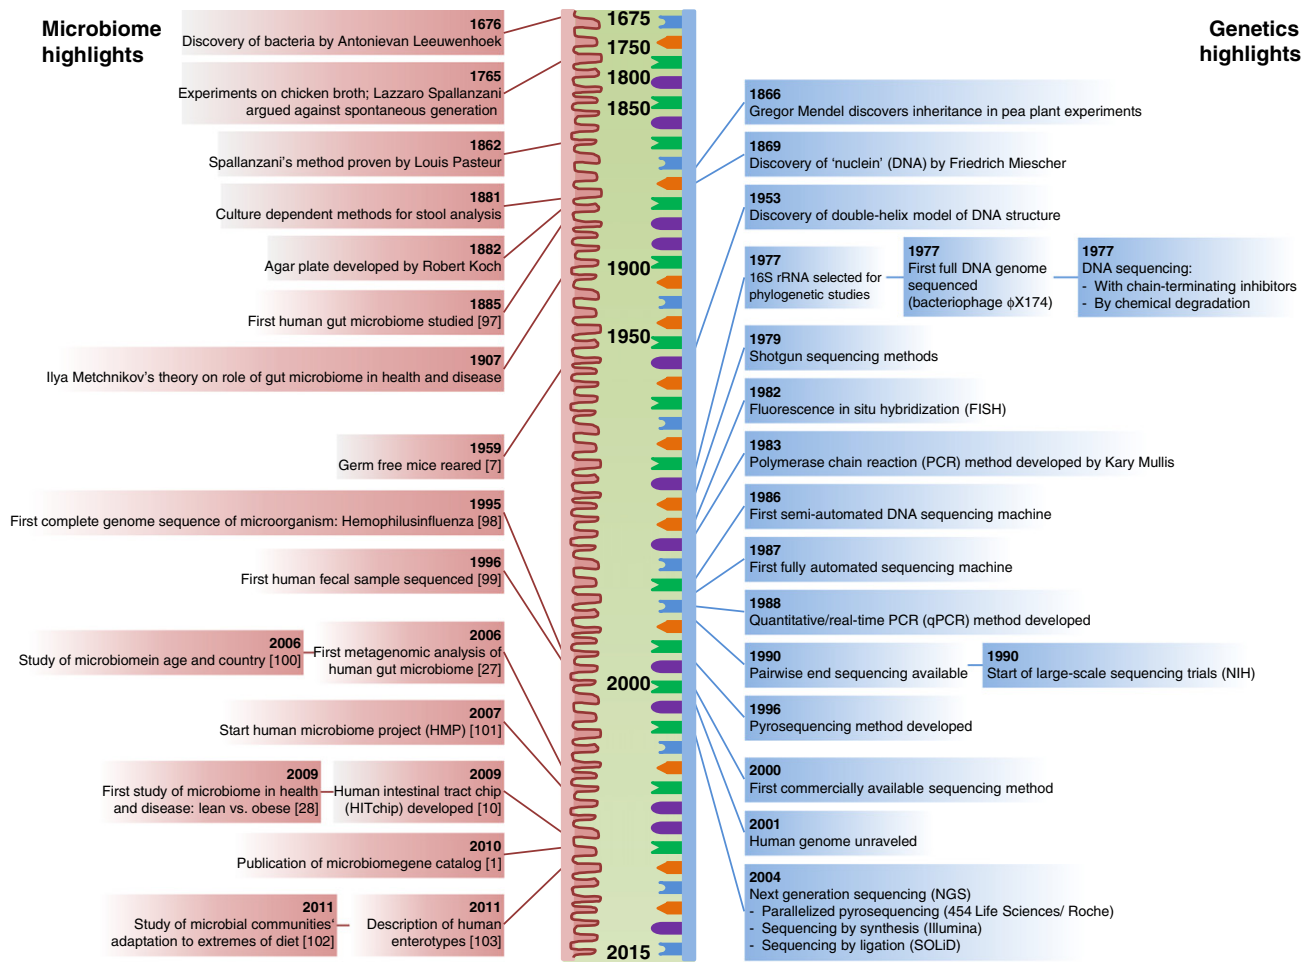 Microbiome
highlights
1676
Discovery of bacteria by Antonievan Leeuwenhoek
1765
Experiments on chicken broth; Lazzaro Spallanzani
argued against spontaneous generation
1862
Spallanzani's method proven by Louis Pasteur
1881
Culture dependent methods for stool analysis
1882
Agar plate developed by Robert Koch
1885
First human gut microbiome studied [97]
1907
Ilya Metchnikov's theory on role of gut microbiome in health and disease
1959
Germ free mice reared [7]
1995
First complete genome sequence of microorganism: Hemophilusinfluenza [98]
1996
First human fecal sample sequenced [99]
2006
Study of microbiomein age and country [100]
2006
First metagenomic analysis of
human gut microbiome [27]
2007
Start human microbiome project (HMP) [101]
2009
First study of microbiome in health
and disease: lean vs. obese [28]
2009
Human intestinal tract chip
(HITchip) developed [10]
2010
Publication of microbiomegene catalog [1]
2011
Study of microbial communities‘
adaptation to extremes of diet [102]
2011
Description of human
enterotypes [103]
1675
1750
1800
1850
1900
1950
2000
2015
Genetics
highlights
1866
Gregor Mendel discovers inheritance in pea plant experiments
1869
Discovery of ‘nuclein’ (DNA) by Friedrich Miescher
1953
Discovery of double-helix model of DNA structure
1977
16S rRNA selected for
phylogenetic studies
1977
First full DNA genome
sequenced
(bacteriophage ϕX174)
1977
DNA sequencing:
- With chain-terminating inhibitors
- By chemical degradation
1979
Shotgun sequencing methods
1982
Fluorescence in situ hybridization (FISH)
1983
Polymerase chain reaction (PCR) method developed by Kary Mullis
1986
First semi-automated DNA sequencing machine
1987
First fully automated sequencing machine
1988
Quantitative/real-time PCR (qPCR) method developed
1990
Pairwise end sequencing available
1990
Start of large-scale sequencing trials (NIH)
1996
Pyrosequencing method developed
2000
First commercially available sequencing method
2001
Human genome unraveled
2004
Next generation sequencing (NGS)
- Parallelized pyrosequencing (454 Life Sciences/ Roche)
- Sequencing by synthesis (Illumina)
- Sequencing by ligation (SOLiD)